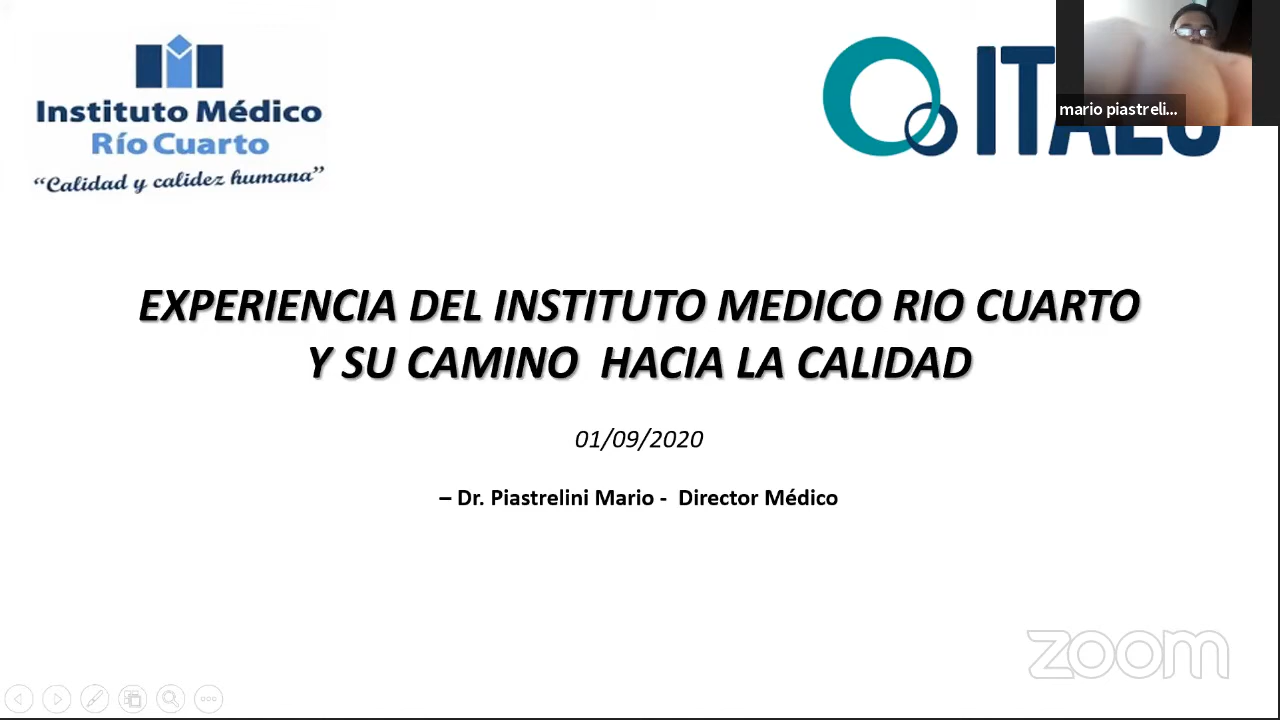 Instituto Médico
Río Cuarto
“Calidad y calidez humana”
mario piastreli...
EXPERIENCIA DEL INSTITUTO MEDICO RIO CUARTO
Y SU CAMINO HACIA LA CALIDAD
01/09/2020
– Dr. Piastrelini Mario - Director Médico
zoom